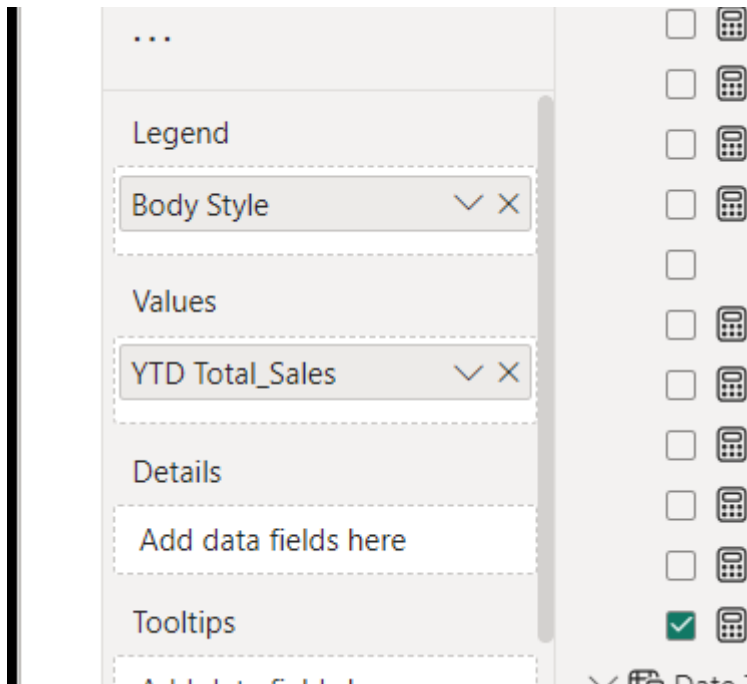 ...
Legend
Body Style
Values
YTD Total_Sales
Details
Add data fields here
Tooltips